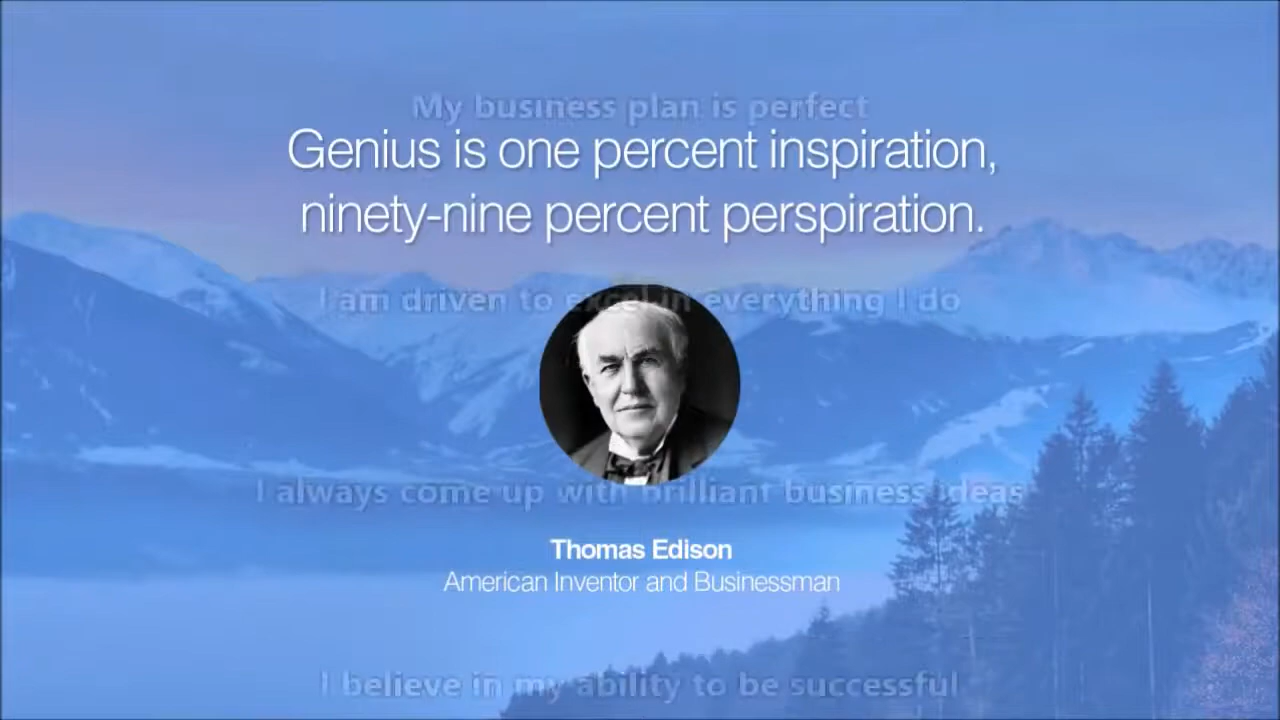 My business plan is perfect
Genius is one percent inspiration,
ninety-nine percent perspiration.
I am driven to excel in everything I do
I always come up with brilliant business ideas
Thomas Edison
American Inventor and Businessman
I believe in my ability to be successful